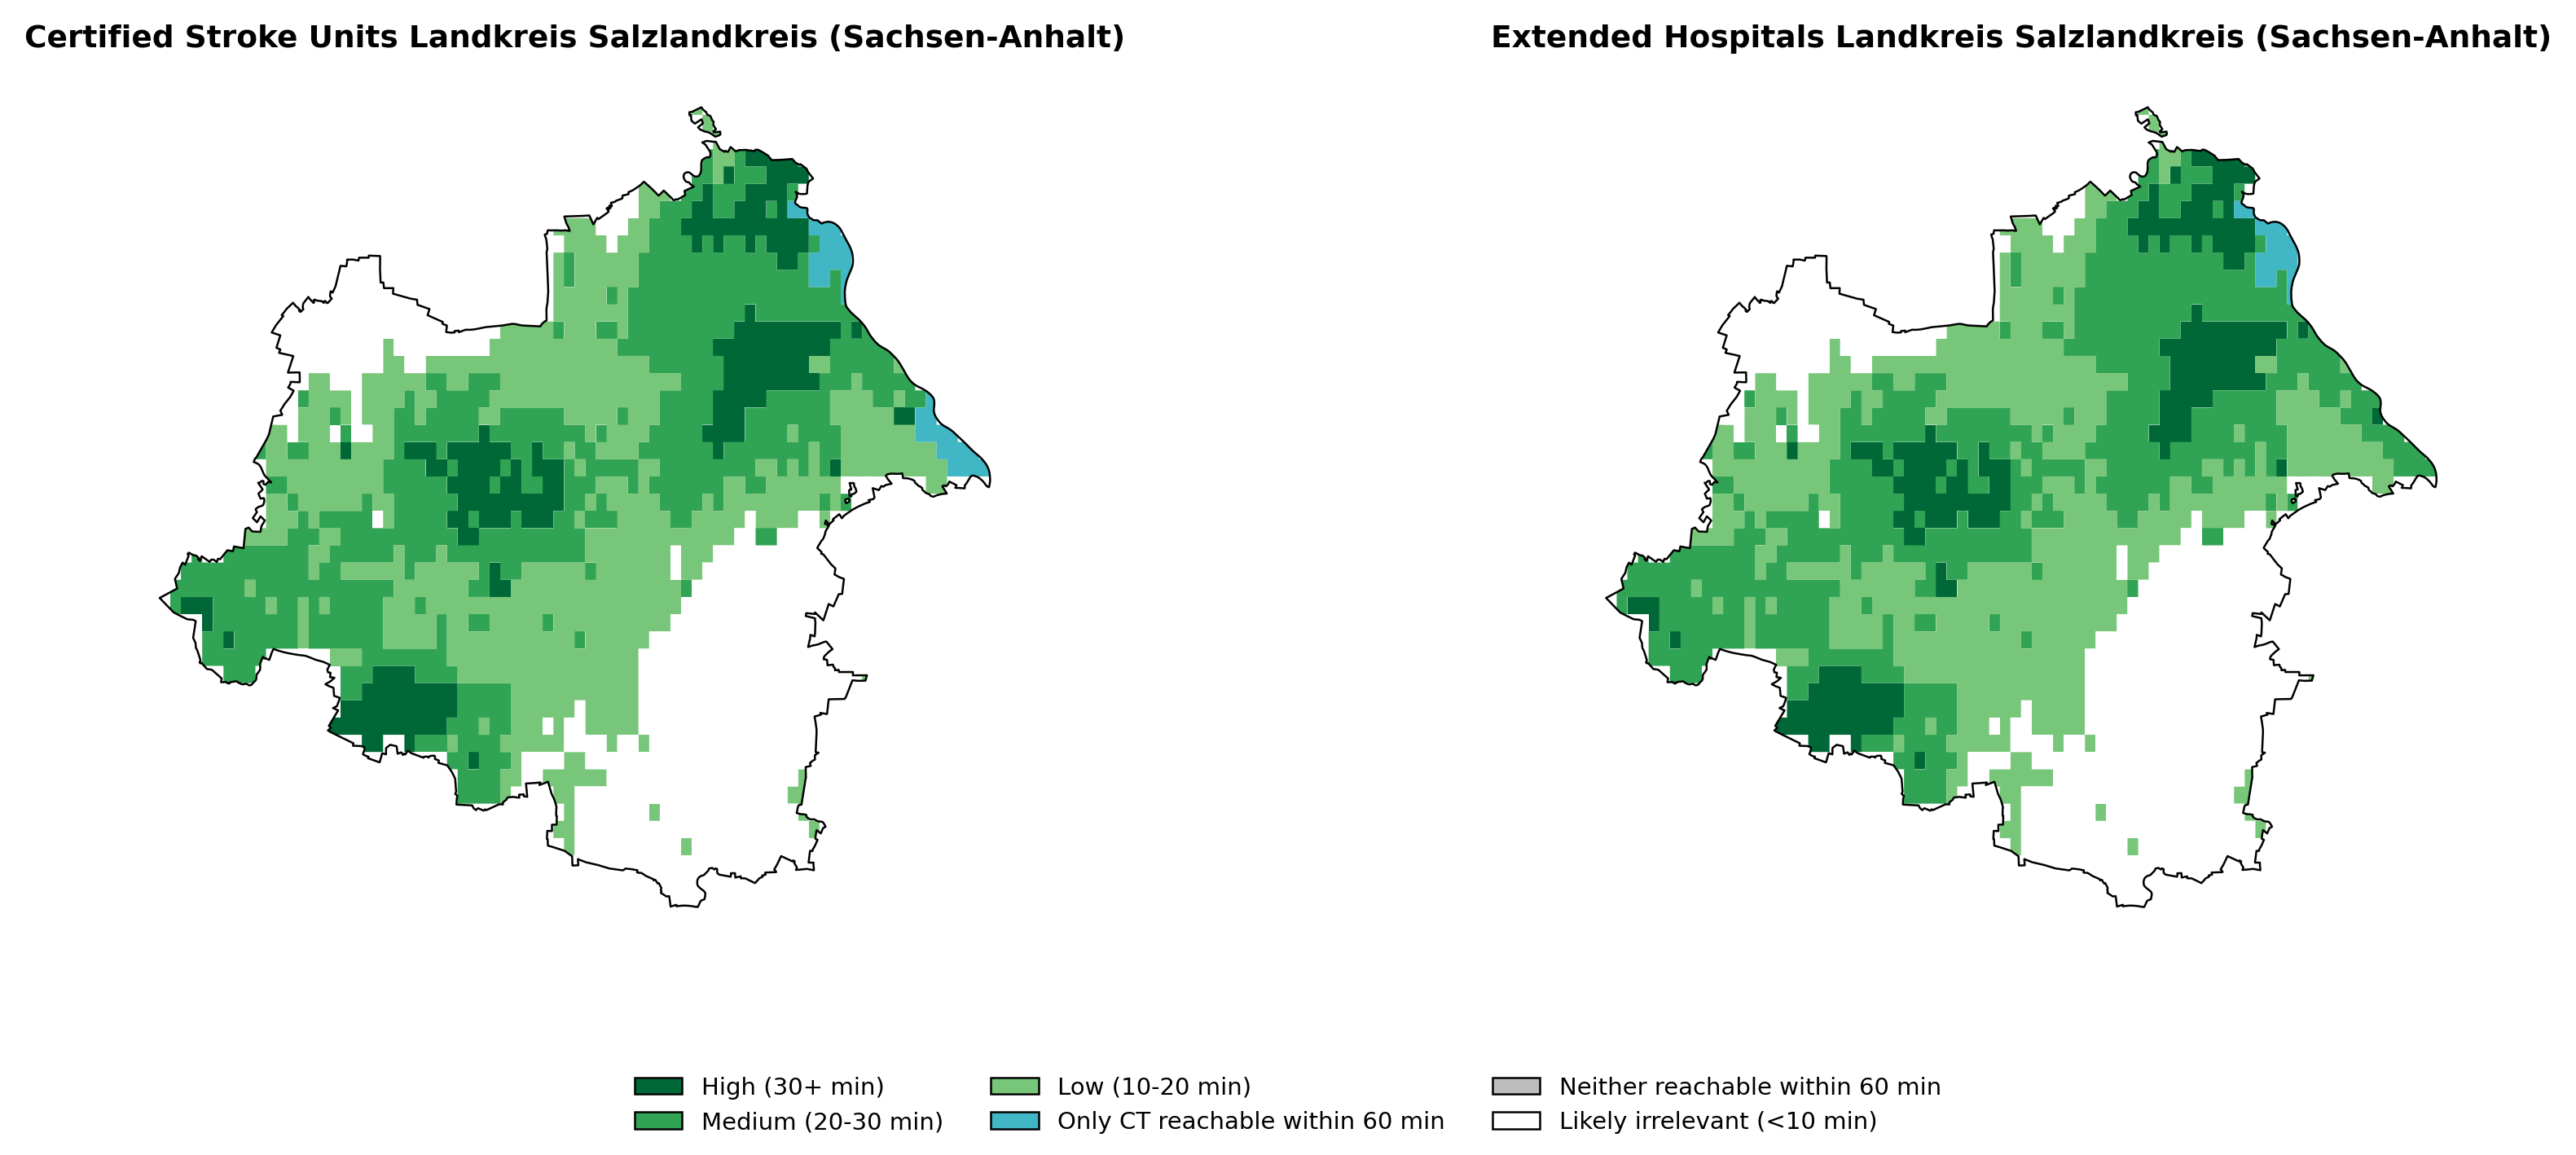 Certified Stroke Units Landkreis Salzlandkreis (Sachsen-Anhalt)
Extended Hospitals Landkreis Salzlandkreis (Sachsen-Anhalt)
High (30+ min)
Medium (20-30 min)
Low (10-20 min)
Only CT reachable within 60 min
Neither reachable within 60 min
Likely irrelevant (<10 min)